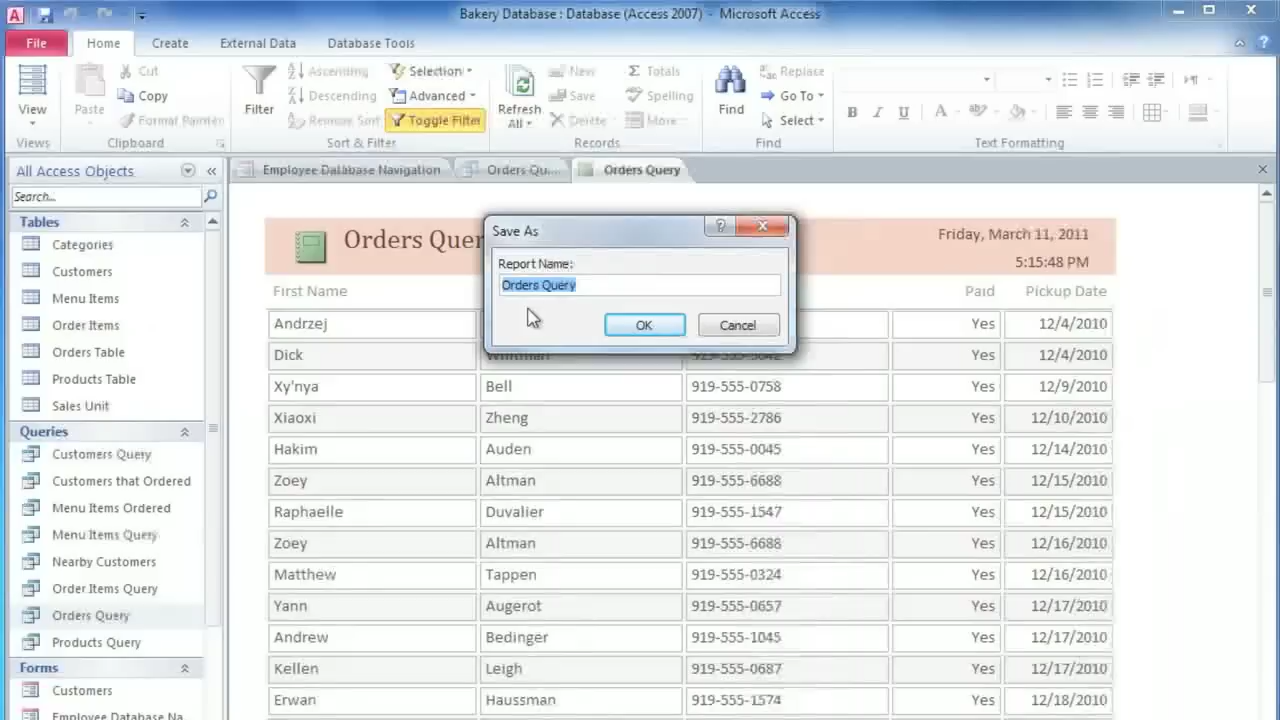 Bakery Database : Database (Access 2007) - Microsoft Access
File Home Create External Data Database Tools
View Paste Cut Copy Format Painter
Filter Ascending Descending Remove Sort Selection Advanced Toggle Filter
Refresh All New Save Delete Totals Spelling More
Find Replace Go To Select
B I U A ab
Views Clipboard Sort & Filter Records Find Text Formatting
All Access Objects
Search...
Tables
Categories
Customers
Menu Items
Order Items
Orders Table
Products Table
Sales Unit
Queries
Customers Query
Customers that Ordered
Menu Items Ordered
Menu Items Query
Nearby Customers
Order Items Query
Orders Query
Products Query
Forms
Customers
Employee Database Na...
Employee Database Navigation Orders Qu... Orders Query
Orders Quer
Friday, March 11, 2011
5:15:48 PM
Save As
Report Name:
Orders Query
OK Cancel
First Name Paid Pickup Date
Andrzej Yes 12/4/2010
Dick Whitman Yes 12/4/2010
Xy'nya Bell 919-555-0758 Yes 12/9/2010
Xiaoxi Zheng 919-555-2786 Yes 12/10/2010
Hakim Auden 919-555-0045 Yes 12/14/2010
Zoey Altman 919-555-6688 Yes 12/15/2010
Raphaelle Duvalier 919-555-1547 Yes 12/15/2010
Zoey Altman 919-555-6688 Yes 12/16/2010
Matthew Tappen 919-555-0324 Yes 12/16/2010
Yann Augerot 919-555-0657 Yes 12/17/2010
Andrew Bedinger 919-555-1045 Yes 12/17/2010
Kellen Leigh 919-555-0687 Yes 12/17/2010
Erwan Haussman 919-555-1574 Yes 12/18/2010